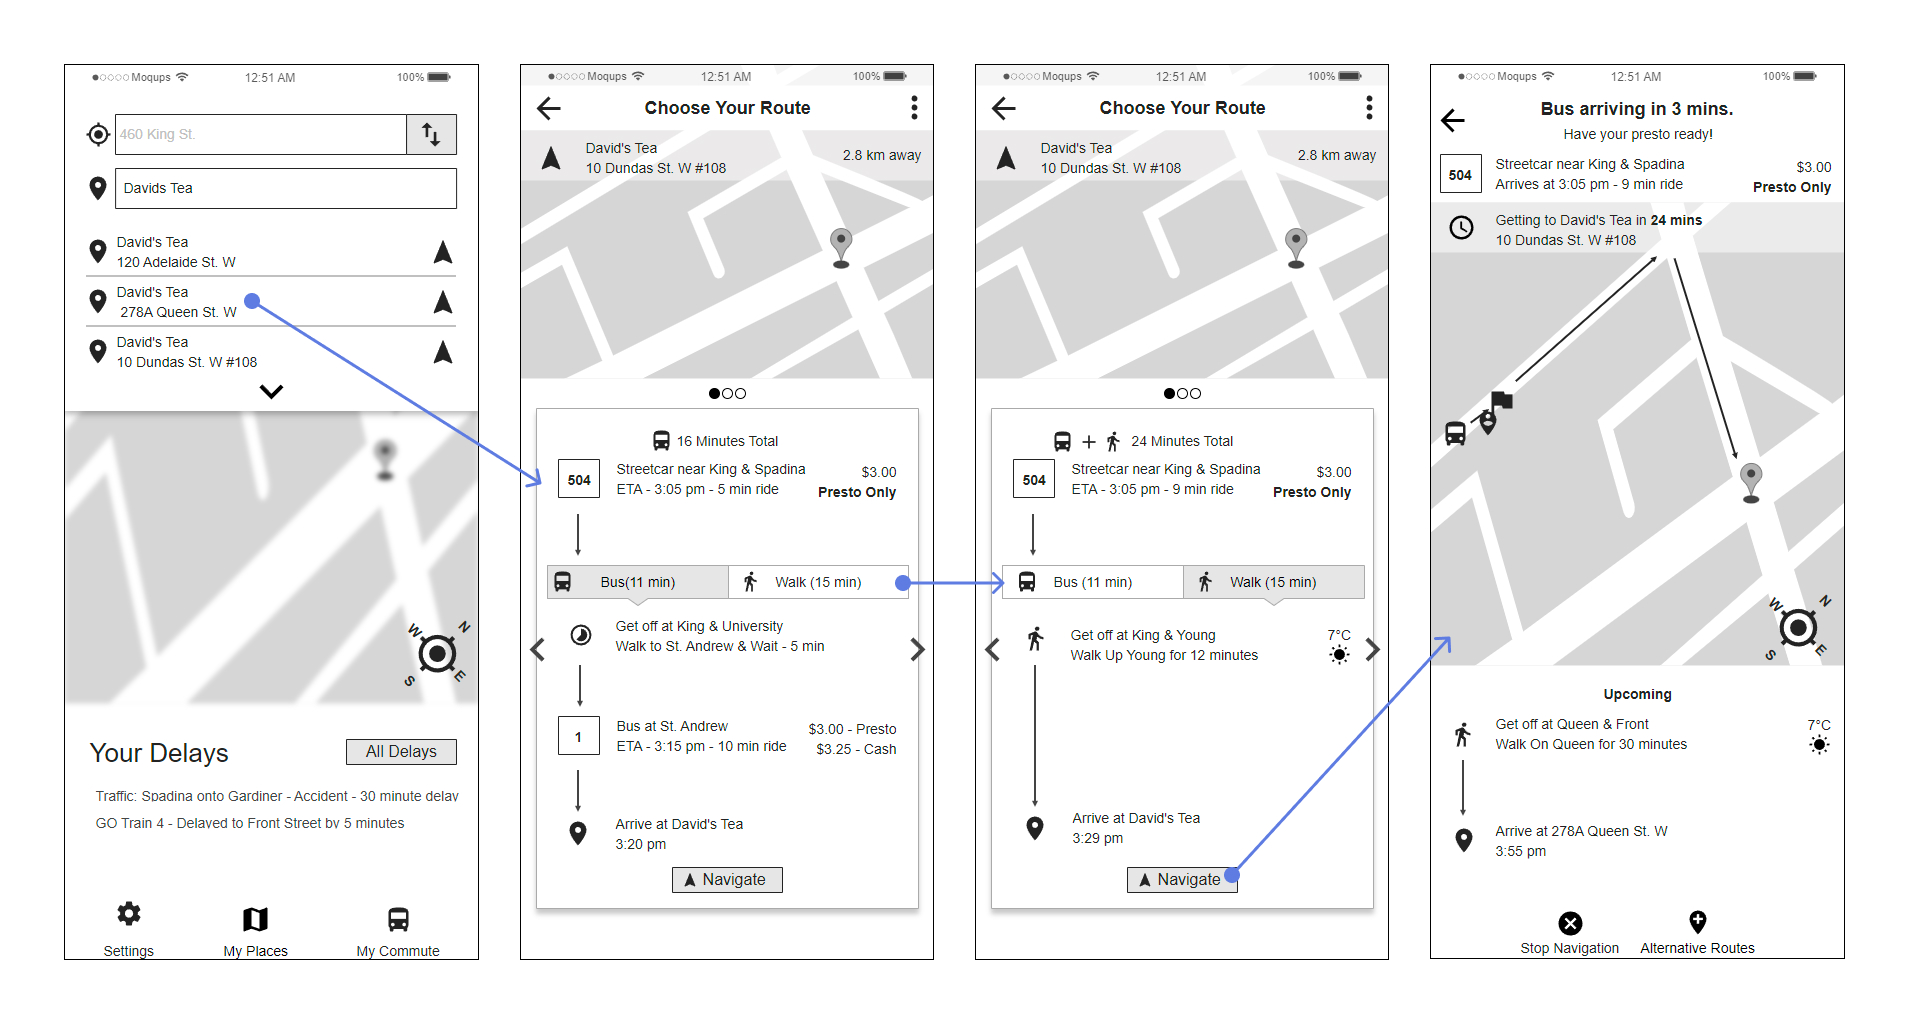 Moqups 12:51 AM 100%
460 King St.
Davids Tea
David's Tea
120 Adelaide St. W
David's Tea
278A Queen St. W
David's Tea
10 Dundas St. W #108
W N
S E
Your Delays All Delays
Traffic: Spadina onto Gardiner - Accident - 30 minute delay
GO Train 4 - Delayed to Front Street by 5 minutes
Settings My Places My Commute
Moqups 12:51 AM 100%
Choose Your Route
David's Tea
10 Dundas St. W #108
2.8 km away
16 Minutes Total
504
Streetcar near King & Spadina
ETA - 3:05 pm - 5 min ride
$3.00
Presto Only
Bus(11 min) Walk (15 min)
Get off at King & University
Walk to St. Andrew & Wait - 5 min
1
Bus at St. Andrew
ETA - 3:15 pm - 10 min ride
$3.00 - Presto
$3.25 - Cash
Arrive at David's Tea
3:20 pm
Navigate
Moqups 12:51 AM 100%
Choose Your Route
David's Tea
10 Dundas St. W #108
2.8 km away
+ 24 Minutes Total
504
Streetcar near King & Spadina
ETA - 3:05 pm - 9 min ride
$3.00
Presto Only
Bus (11 min) Walk (15 min)
Get off at King & Young
Walk Up Young for 12 minutes
7°C
Arrive at David's Tea
3:29 pm
Navigate
Moqups 12:51 AM 100%
Bus arriving in 3 mins.
Have your presto ready!
504
Streetcar near King & Spadina
Arrives at 3:05 pm - 9 min ride
$3.00
Presto Only
Getting to David's Tea in 24 mins
10 Dundas St. W #108
W N
S E
Upcoming
Get off at Queen & Front
Walk On Queen for 30 minutes
7°C
Arrive at 278A Queen St. W
3:55 pm
Stop Navigation Alternative Routes